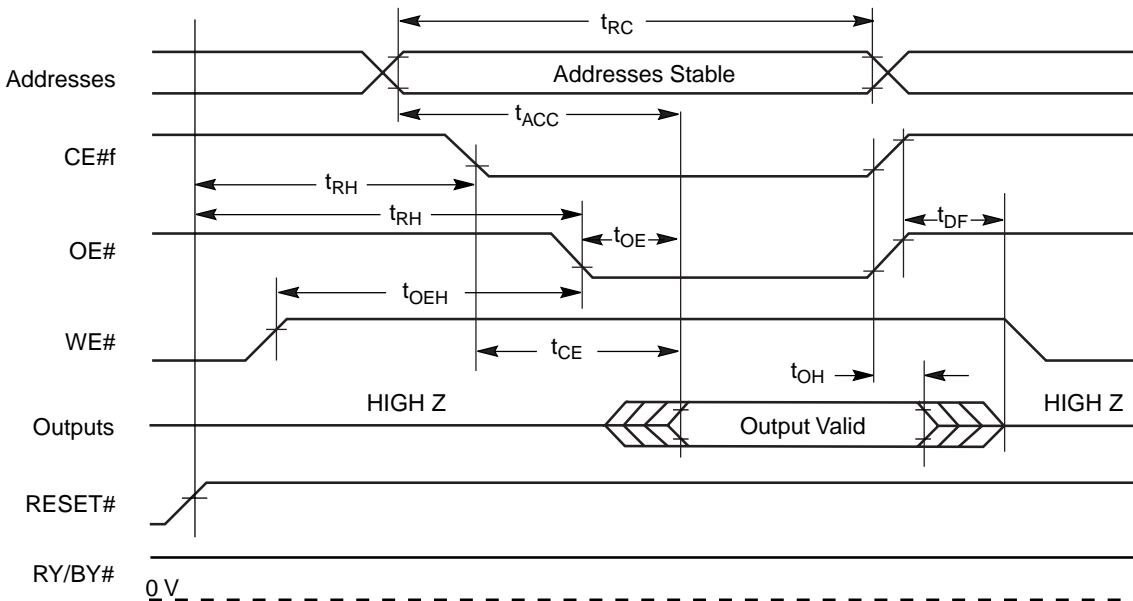 tRC
Addresses
Addresses Stable
tACC
CE#f
tRH
tRH
tDF
OE#
tOE
tOEH
WE#
tCE
tOH
HIGH Z
HIGH Z
Outputs
Output Valid
RESET#
RY/BY#
0 V